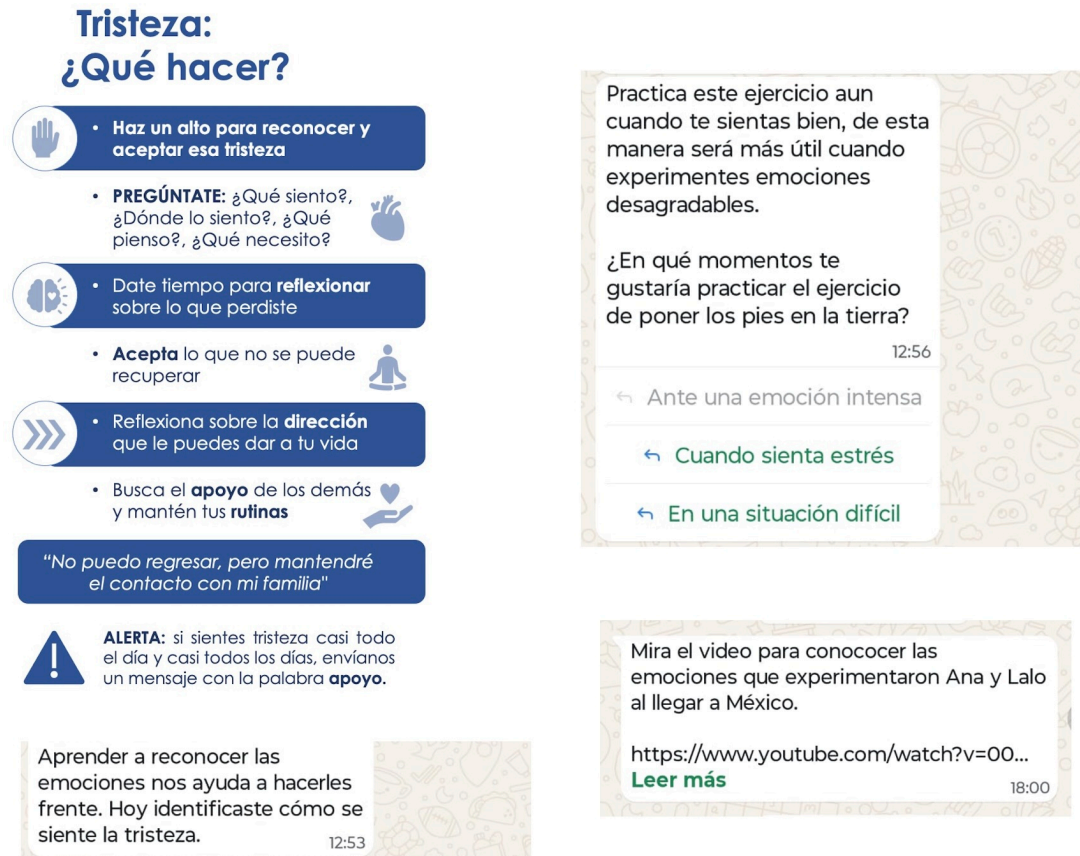 Tristeza:
¿Qué hacer?
• Haz un alto para reconocer y
aceptar esa tristeza
• PREGÚNTATE: ¿Qué siento?,
¿Dónde lo siento?, ¿Qué
pienso?, ¿Qué necesito?
• Date tiempo para reflexionar
sobre lo que perdiste
• Acepta lo que no se puede
recuperar
• Reflexiona sobre la dirección
que le puedes dar a tu vida
• Busca el apoyo de los demás
y mantén tus rutinas
“No puedo regresar, pero mantendré
el contacto con mi familia"
ALERTA: si sientes tristeza casi todo
el día y casi todos los días, envíanos
un mensaje con la palabra apoyo.
Aprender a reconocer las
emociones nos ayuda a hacerles
frente. Hoy identificaste cómo se
siente la tristeza.
12:53
Practica este ejercicio aun
cuando te sientas bien, de esta
manera será más útil cuando
experimentes emociones
desagradables.
¿En qué momentos te
gustaría practicar el ejercicio
de poner los pies en la tierra?
12:56
Ante una emoción intensa
Cuando sienta estrés
En una situación difícil
Mira el video para conococer las
emociones que experimentaron Ana y Lalo
al llegar a México.
https://www.youtube.com/watch?v=00...
Leer más
18:00